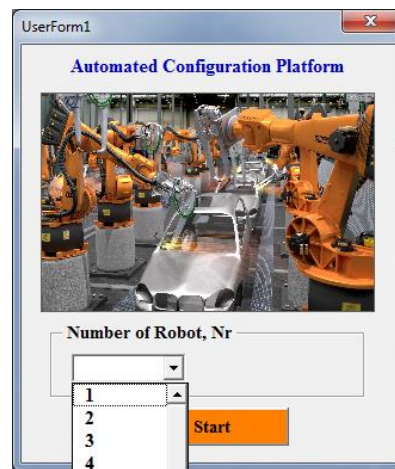 UserForm1
Automated Configuration Platform
Number of Robot, Nr
1
2
3
4
Start